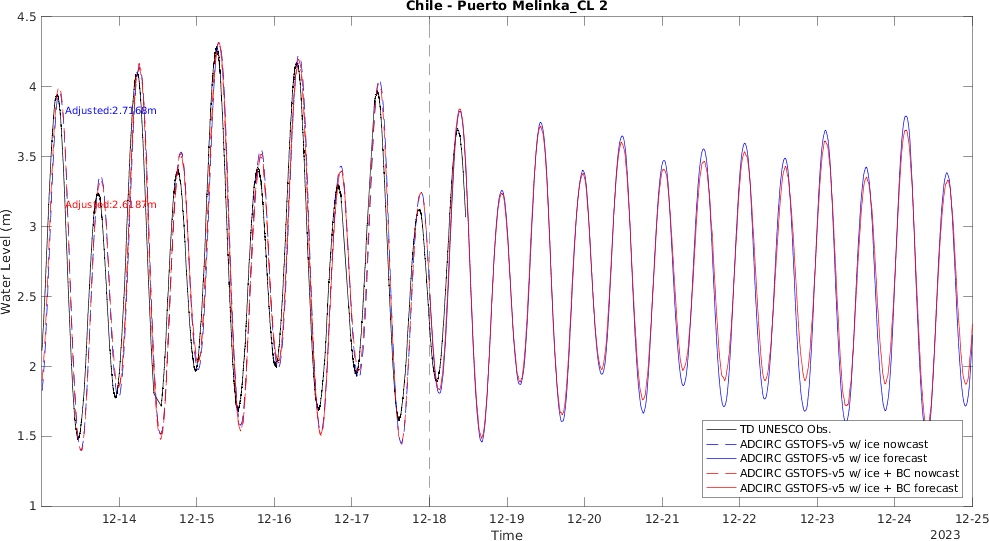 Chile - Puerto Melinka_CL 2
4.5
4
3.5
3
2.5
2
1.5
1
Water Level (m)
Adjusted:2.7168m
Adjusted:2.6187m
TD UNESCO Obs.
ADCIRC GSTOFS-v5 w/ ice nowcast
ADCIRC GSTOFS-v5 w/ ice forecast
ADCIRC GSTOFS-v5 w/ ice + BC nowcast
ADCIRC GSTOFS-v5 w/ ice + BC forecast
12-14 12-15 12-16 12-17 12-18 12-19 12-20 12-21 12-22 12-23 12-24 12-25
Time
2023